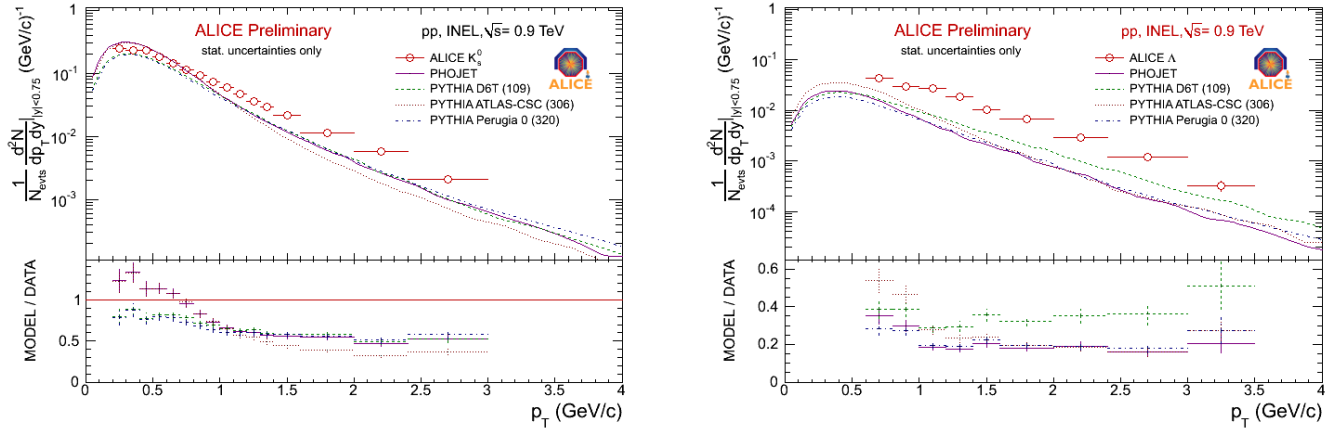 ALICE Preliminary
stat. uncertainties only
pp, INEL, √s= 0.9 TeV
ALICE K⁰ₛ
PHOJET
PYTHIA D6T (109)
PYTHIA ATLAS-CSC (306)
PYTHIA Perugia 0 (320)
ALICE
1/N_evts d²N/dp_T dy| |y|<0.75 (GeV/c)⁻¹
1
10⁻¹
10⁻²
10⁻³
MODEL / DATA
1
0.5
0
0 0.5 1 1.5 2 2.5 3 3.5 4
p_T (GeV/c)
ALICE Preliminary
stat. uncertainties only
pp, INEL, √s= 0.9 TeV
ALICE Λ
PHOJET
PYTHIA D6T (109)
PYTHIA ATLAS-CSC (306)
PYTHIA Perugia 0 (320)
ALICE
1/N_evts d²N/dp_T dy| |y|<0.75 (GeV/c)⁻¹
1
10⁻¹
10⁻²
10⁻³
10⁻⁴
MODEL / DATA
0.6
0.4
0.2
0
0 0.5 1 1.5 2 2.5 3 3.5 4
p_T (GeV/c)